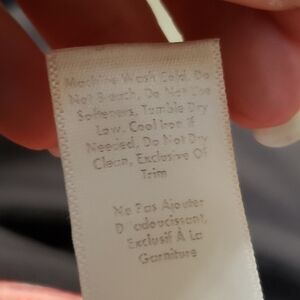 Machine Wash Cold, Do
Not Bleach, Do Not Use
Softeners, Tumble Dry
Low, Cool Iron If
Needed, Do Not Dry
Clean, Exclusive Of
Trim
Ne Pas Ajouter
D'adoucissant,
Exclusif À La
Garniture